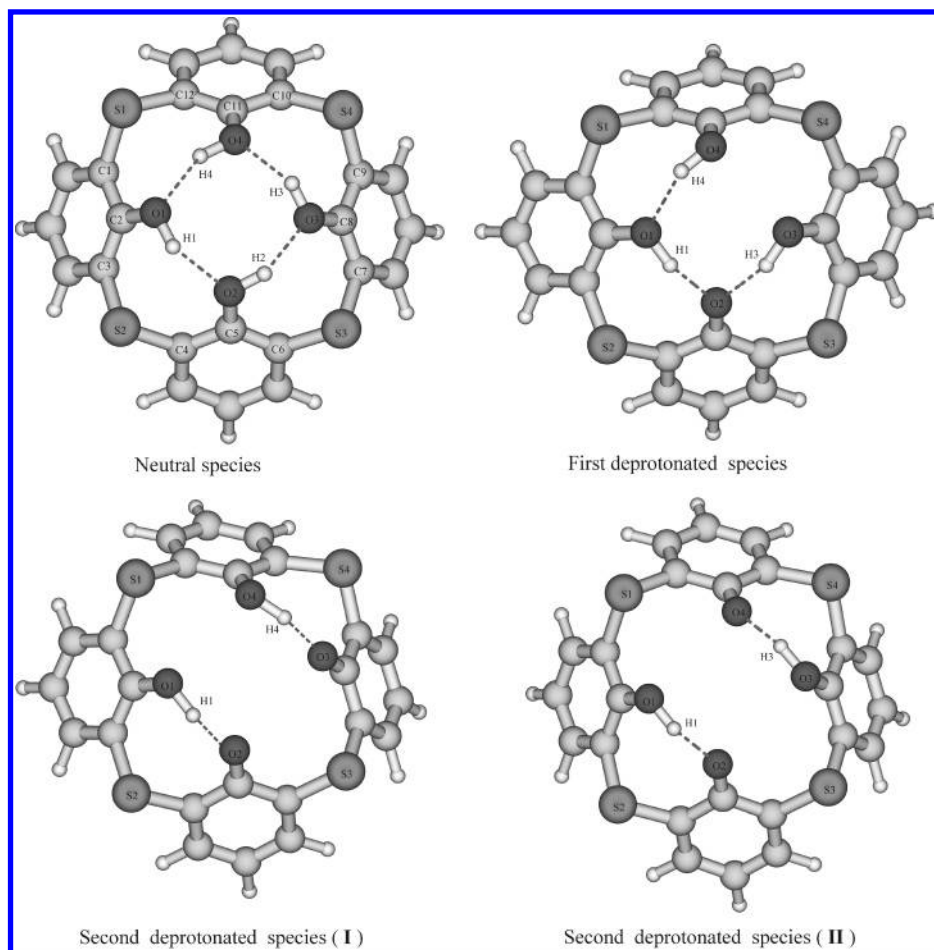 S1
C12
C10
S4
C11
O4
H4
H3
C1
C9
O1
C2
O3
C8
H1
H2
C3
C7
O2
S2
C5
S3
C4
C6
Neutral species
S1
S4
O4
H4
O1
O3
H1
H3
O2
S2
S3
First deprotonated species
S1
S4
O4
H4
O3
O1
H1
O2
S2
S3
Second deprotonated species ( I )
S1
S4
O4
H3
O3
O1
H1
O2
S2
S3
Second deprotonated species ( II )